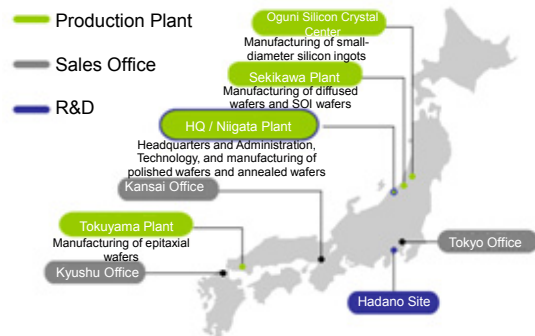 Production Plant
Sales Office
R&D
Oguni Silicon Crystal
Center
Manufacturing of small-
diameter silicon ingots
Sekikawa Plant
Manufacturing of diffused
wafers and SOI wafers
HQ / Niigata Plant
Headquarters and Administration,
Technology, and manufacturing of
polished wafers and annealed wafers
Kansai Office
Tokuyama Plant
Manufacturing of epitaxial
wafers
Kyushu Office
Tokyo Office
Hadano Site